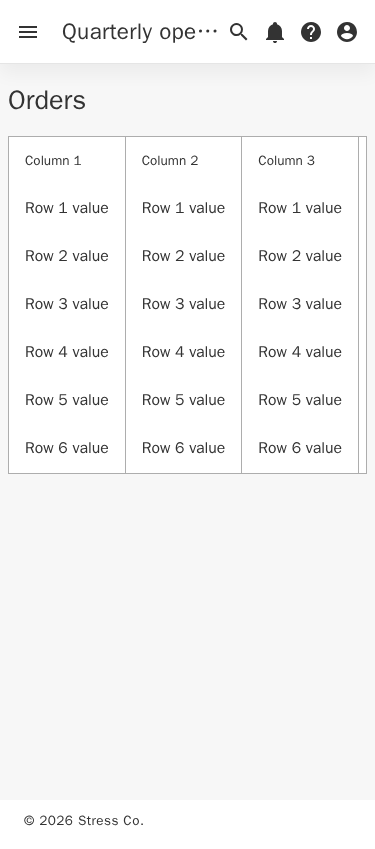 Quarterly ope…
Orders
Column 1 Column 2 Column 3
Row 1 value Row 1 value Row 1 value
Row 2 value Row 2 value Row 2 value
Row 3 value Row 3 value Row 3 value
Row 4 value Row 4 value Row 4 value
Row 5 value Row 5 value Row 5 value
Row 6 value Row 6 value Row 6 value
© 2026 Stress Co.